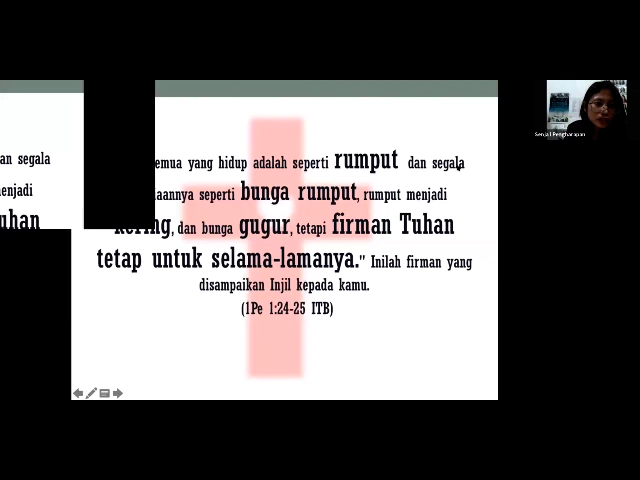 an segala
enjadi
uhan
emua yang hidup adalah seperti rumput dan segala
aannya seperti bunga rumput, rumput menjadi
kering, dan bunga gugur, tetapi firman Tuhan
tetap untuk selama-lamanya." Inilah firman yang
disampaikan Injil kepada kamu.
(1Pe 1:24-25 ITB)
Senja | Pengharapan